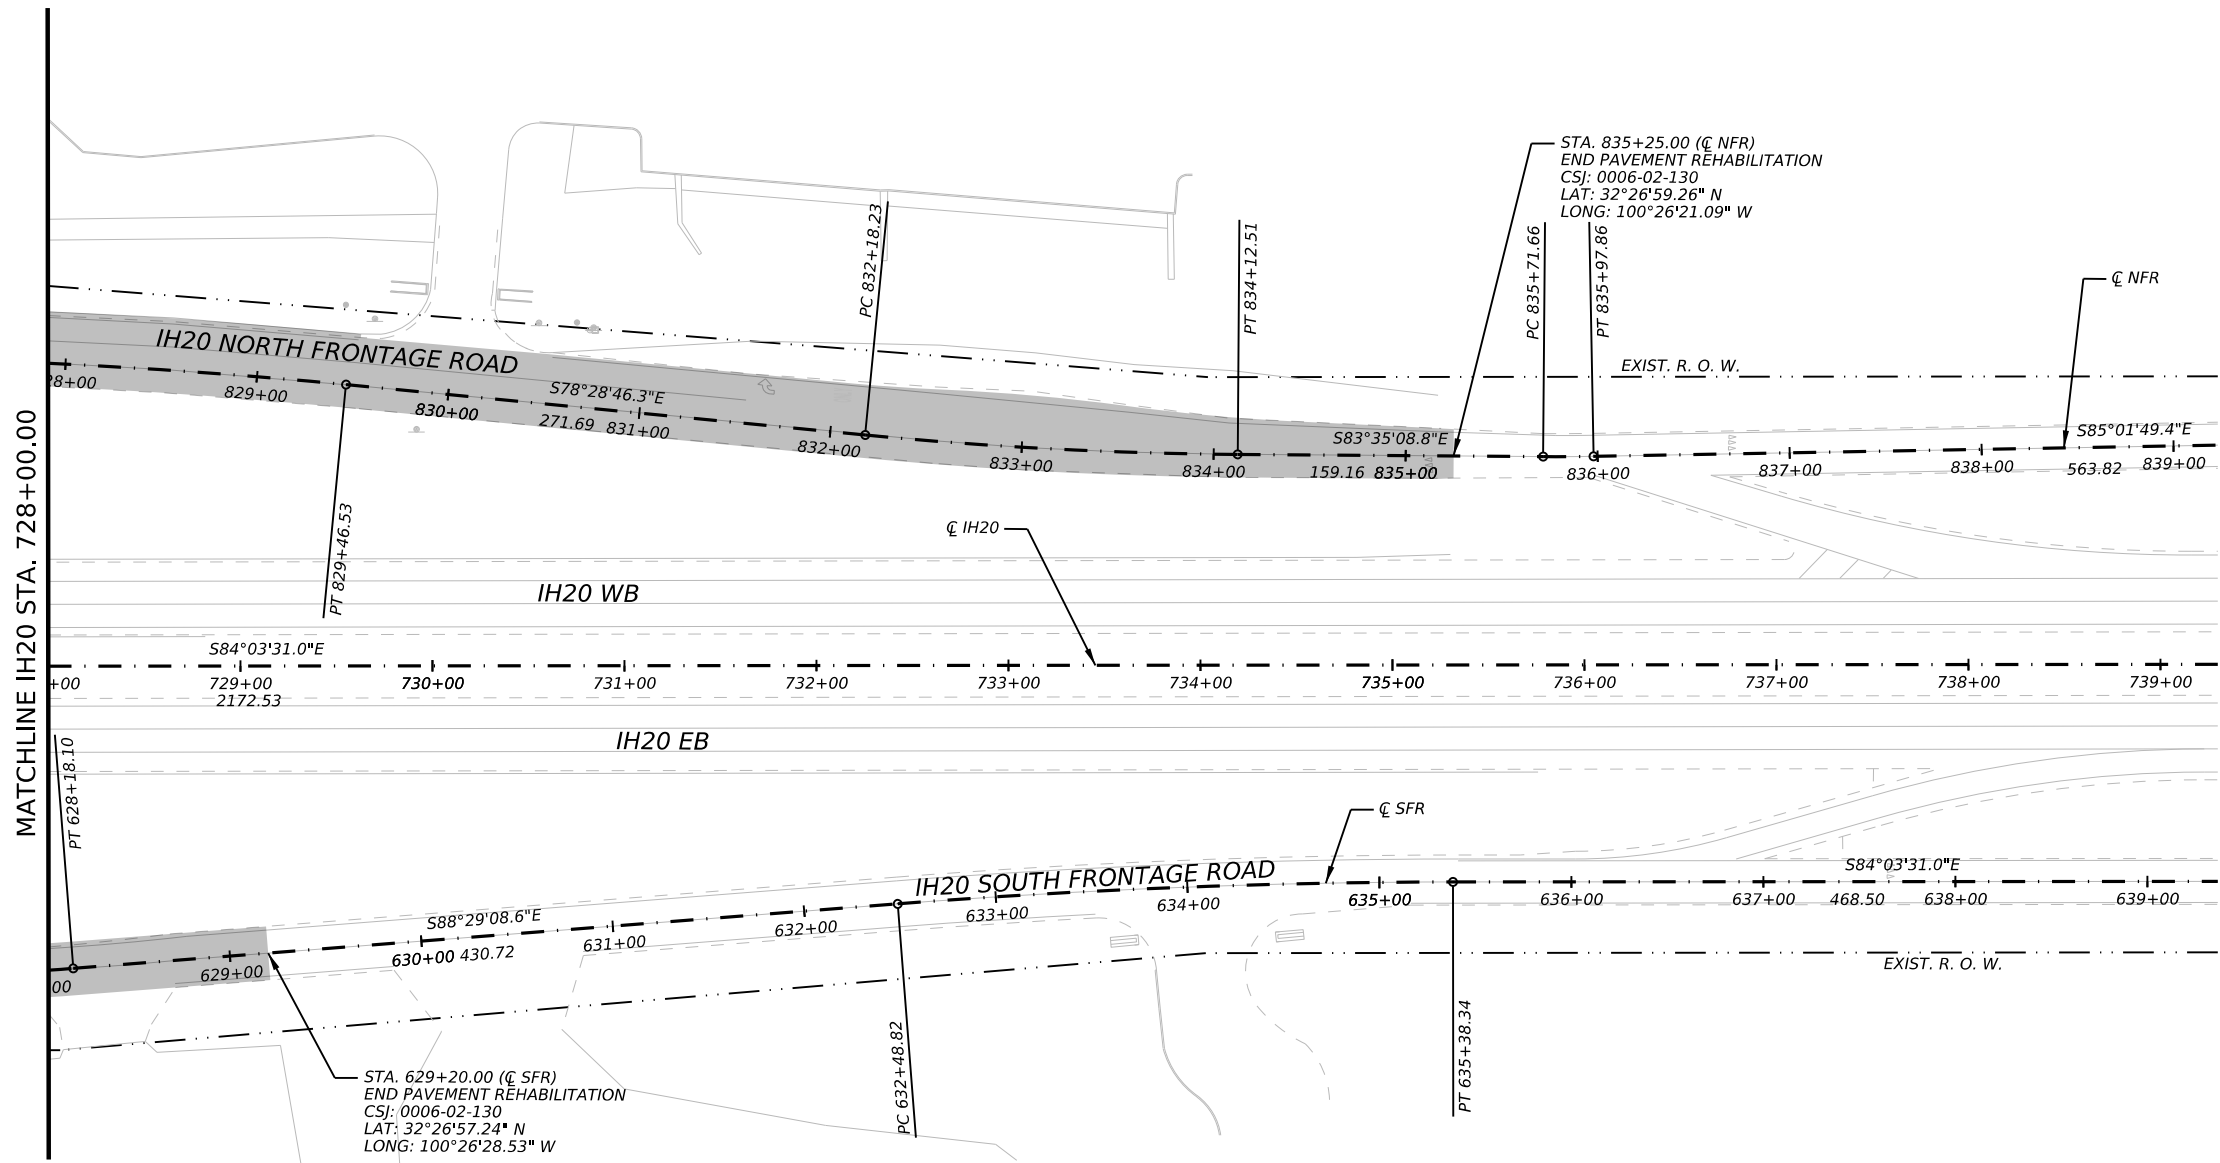 MATCHLINE IH20 STA. 728+00.00
STA. 835+25.00 (℄ NFR)
END PAVEMENT REHABILITATION
CSJ: 0006-02-130
LAT: 32°26'59.26" N
LONG: 100°26'21.09" W
PC 832+18.23
PT 834+12.51
PC 835+71.66
PT 835+97.86
℄ NFR
EXIST. R. O. W.
IH20 NORTH FRONTAGE ROAD
S78°28'46.3"E
271.69
S83°35'08.8"E
159.16
S85°01'49.4"E
563.82
28+00
829+00
830+00
831+00
832+00
833+00
834+00
835+00
836+00
837+00
838+00
839+00
PT 829+46.53
℄ IH20
IH20 WB
S84°03'31.0"E
+00
729+00
730+00
731+00
732+00
733+00
734+00
735+00
736+00
737+00
738+00
739+00
2172.53
IH20 EB
PT 628+18.10
℄ SFR
IH20 SOUTH FRONTAGE ROAD
S84°03'31.0"E
S88°29'08.6"E
00
629+00
630+00
430.72
631+00
632+00
633+00
634+00
635+00
636+00
637+00
468.50
638+00
639+00
EXIST. R. O. W.
PC 632+48.82
PT 635+38.34
STA. 629+20.00 (℄ SFR)
END PAVEMENT REHABILITATION
CSJ: 0006-02-130
LAT: 32°26'57.24" N
LONG: 100°26'28.53" W